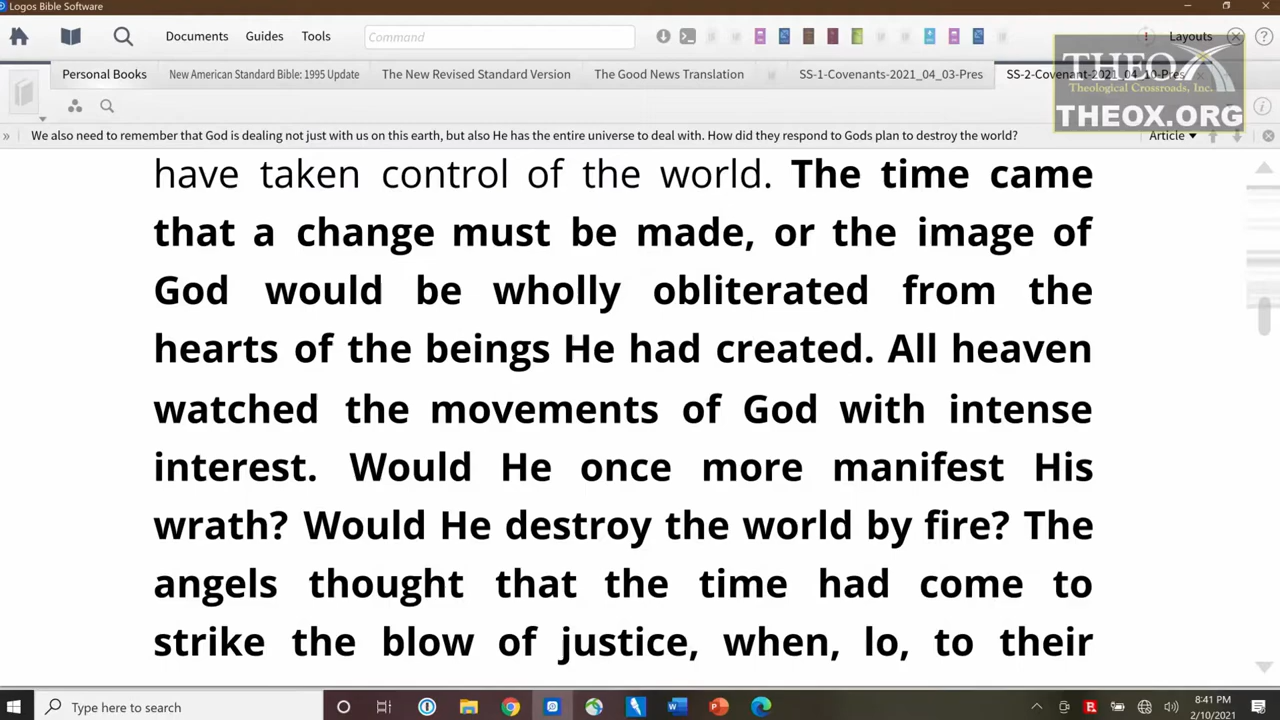 Logos Bible Software
Documents Guides Tools Command Layouts
Personal Books New American Standard Bible: 1995 Update The New Revised Standard Version The Good News Translation SS-1-Covenants-2021_04_03-Pres SS-2-Covenant-2021_04_10-Pres
THEOX
Theological Crossroads, Inc.
THEOX.ORG
We also need to remember that God is dealing not just with us on this earth, but also He has the entire universe to deal with. How did they respond to Gods plan to destroy the world? Article
have taken control of the world. The time came
that a change must be made, or the image of
God would be wholly obliterated from the
hearts of the beings He had created. All heaven
watched the movements of God with intense
interest. Would He once more manifest His
wrath? Would He destroy the world by fire? The
angels thought that the time had come to
strike the blow of justice, when, lo, to their
Type here to search
8:41 PM
2/10/2021